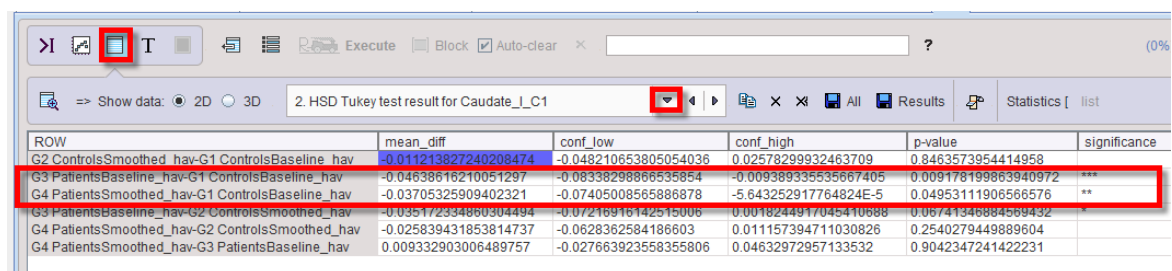 >I T Execute Block Auto-clear × ? (0%
=> Show data: 2D 3D 2. HSD Tukey test result for Caudate_l_C1 All Results Statistics [ list
ROW mean_diff conf_low conf_high p-value significance
G2 ControlsSmoothed_hav-G1 ControlsBaseline_hav -0.011213827240208474 -0.048210653805054036 0.02578299932463709 0.8463573954414958
G3 PatientsBaseline_hav-G1 ControlsBaseline_hav -0.04638616210051297 -0.08338298866535854 -0.009389335535667405 0.009178199863940972 ***
G4 PatientsSmoothed_hav-G1 ControlsBaseline_hav -0.03705325909402321 -0.07405008565886878 -5.643252917764824E-5 0.04953111906566576 **
G3 PatientsBaseline_hav-G2 ControlsSmoothed_hav -0.035172334860304494 -0.07216916142515006 0.0018244917045410688 0.06741346884569432 *
G4 PatientsSmoothed_hav-G2 ControlsSmoothed_hav -0.025839431853814737 -0.0628362584186603 0.011157394711030826 0.2540279449889604
G4 PatientsSmoothed_hav-G3 PatientsBaseline_hav 0.009332903006489757 -0.027663923558355806 0.04632972957133532 0.9042347241422231